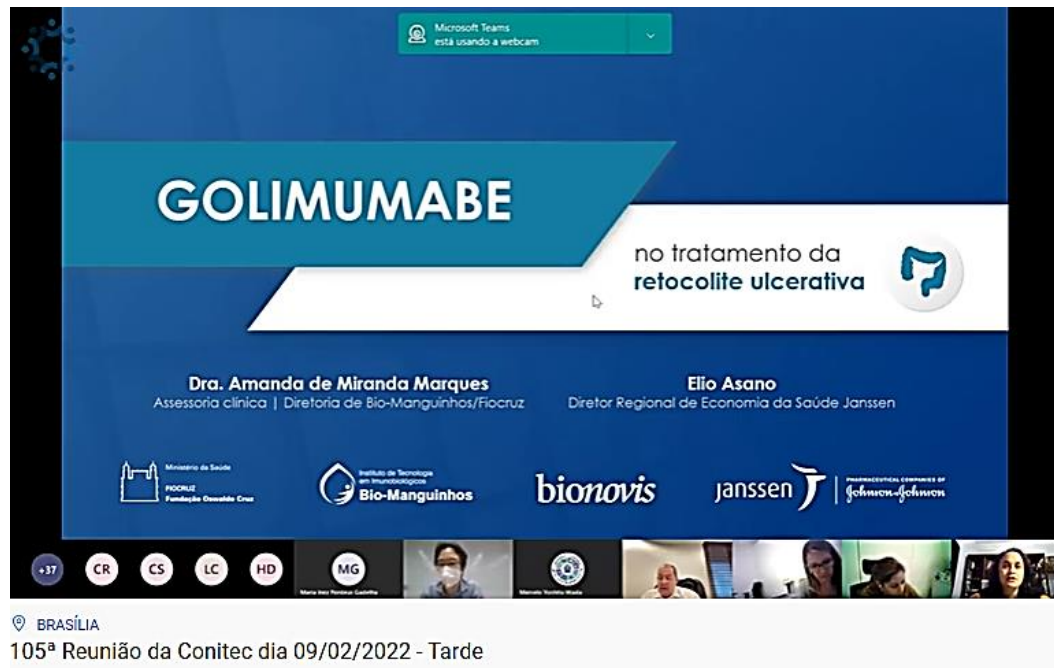 Microsoft Teams
está usando a webcam
GOLIMUMABE
no tratamento da
retocolite ulcerativa
Dra. Amanda de Miranda Marques
Assessoria clínica | Diretoria de Bio-Manguinhos/Fiocruz
Elio Asano
Diretor Regional de Economia da Saúde Janssen
Ministério da Saúde
FIOCRUZ
Fundação Oswaldo Cruz
Instituto de Tecnologia
em Imunobiológicos
Bio-Manguinhos
bionovis
janssen
PHARMACEUTICAL COMPANIES OF
Johnson & Johnson
+37
CR
CS
LC
HD
MG
BRASÍLIA
105ª Reunião da Conitec dia 09/02/2022 - Tarde